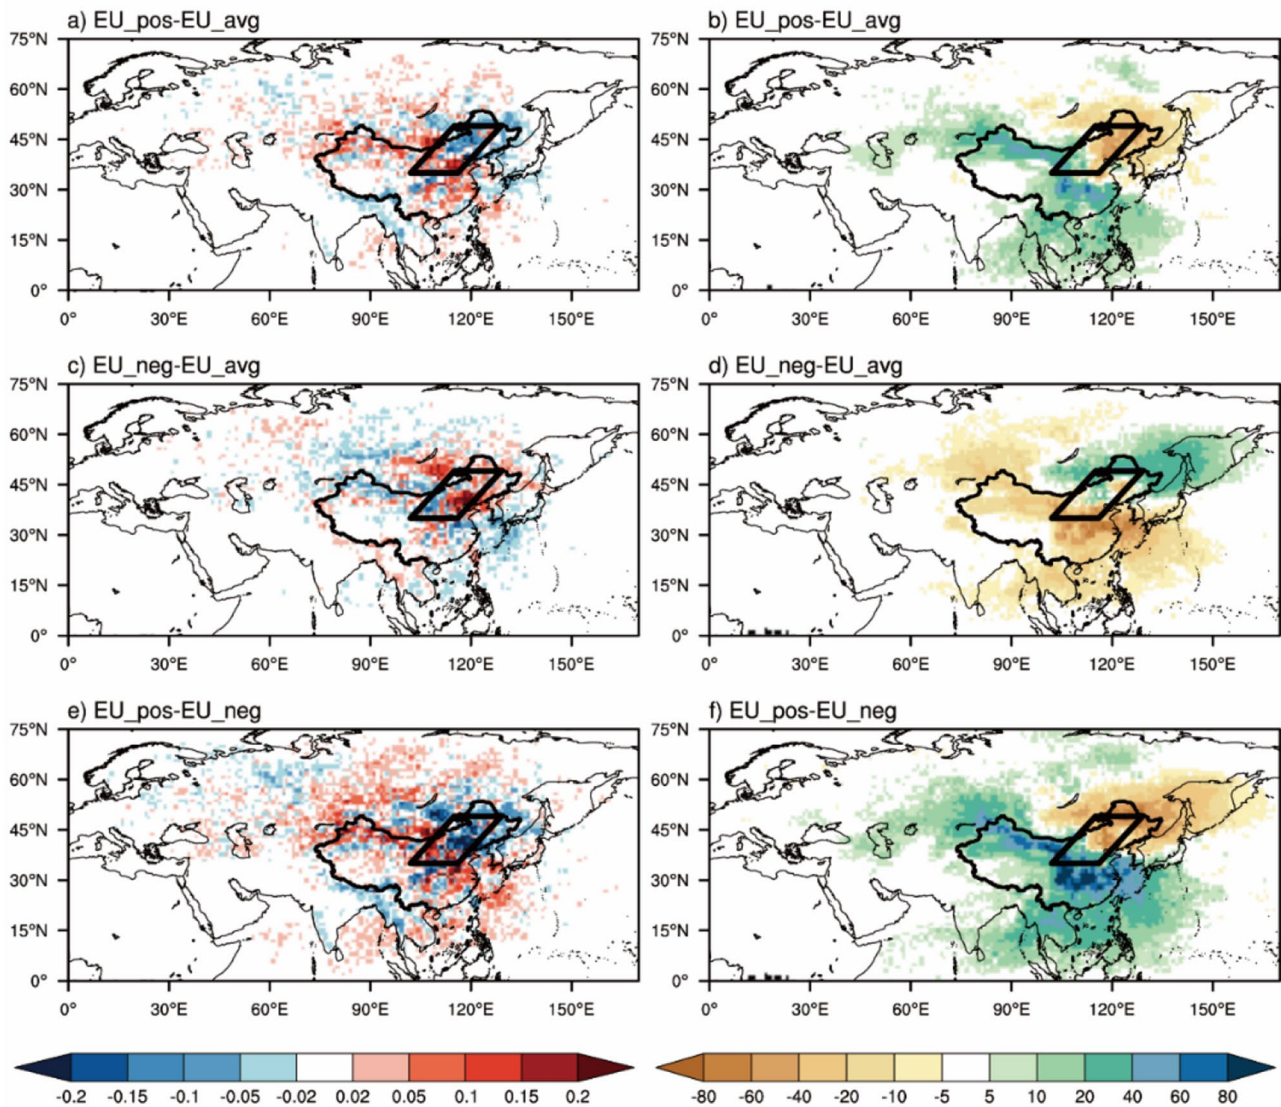 a) EU_pos-EU_avg
b) EU_pos-EU_avg
75°N
75°N
60°N
60°N
45°N
45°N
30°N
30°N
15°N
15°N
0°
0°
0° 30°E 60°E 90°E 120°E 150°E
0° 30°E 60°E 90°E 120°E 150°E
c) EU_neg-EU_avg
d) EU_neg-EU_avg
75°N
75°N
60°N
60°N
45°N
45°N
30°N
30°N
15°N
15°N
0°
0°
0° 30°E 60°E 90°E 120°E 150°E
0° 30°E 60°E 90°E 120°E 150°E
e) EU_pos-EU_neg
f) EU_pos-EU_neg
75°N
75°N
60°N
60°N
45°N
45°N
30°N
30°N
15°N
15°N
0°
0°
0° 30°E 60°E 90°E 120°E 150°E
0° 30°E 60°E 90°E 120°E 150°E
-0.2 -0.15 -0.1 -0.05 -0.02 0.02 0.05 0.1 0.15 0.2
-80 -60 -40 -20 -10 -5 5 10 20 40 60 80